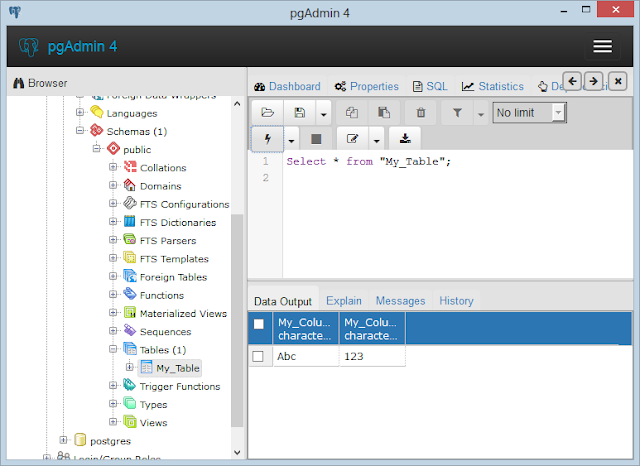 pgAdmin 4
pgAdmin 4
Browser
Foreign Data Wrappers
Languages
Schemas (1)
public
Collations
Domains
FTS Configurations
FTS Dictionaries
FTS Parsers
FTS Templates
Foreign Tables
Functions
Materialized Views
Sequences
Tables (1)
My_Table
Trigger Functions
Types
Views
postgres
Login/Group Roles
Dashboard Properties SQL Statistics
No limit
1 Select * from "My_Table";
2
Data Output Explain Messages History
My_Colu... My_Colu...
characte... characte...
Abc 123